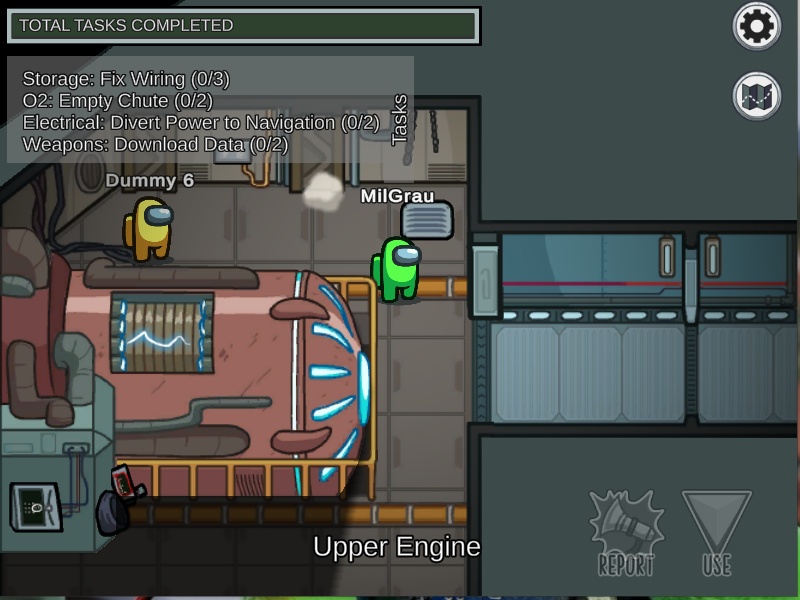 TOTAL TASKS COMPLETED
Storage: Fix Wiring (0/3)
O2: Empty Chute (0/2)
Electrical: Divert Power to Navigation (0/2)
Weapons: Download Data (0/2)
Tasks
Dummy 6
MilGrau
Upper Engine
REPORT
USE